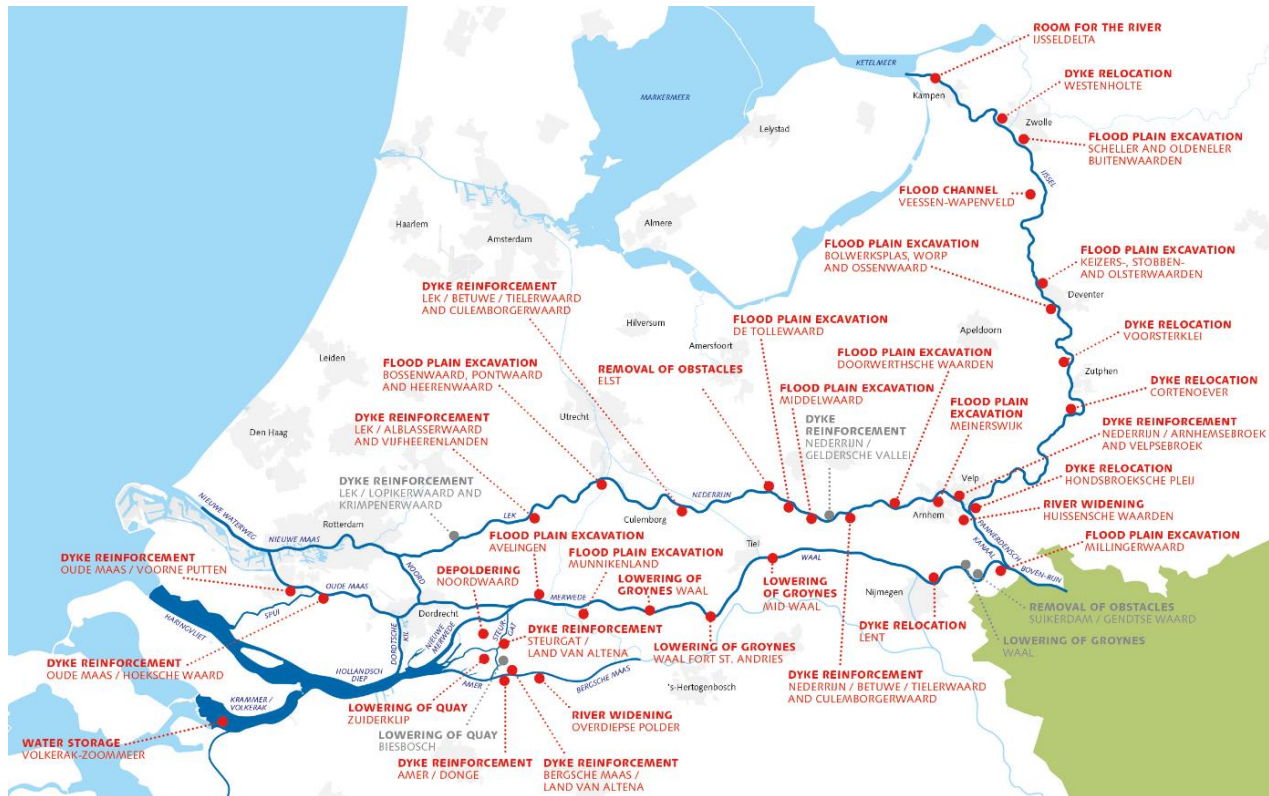 ROOM FOR THE RIVER
IJSSELDELTA
KETELMEER
DYKE RELOCATION
WESTENHOLTE
Kampen
MARKERMEER
Zwolle
Lelystad
FLOOD PLAIN EXCAVATION
SCHELLER AND OLDENELER
BUITENWAARDEN
IJSSEL
FLOOD CHANNEL
VEESSEN-WAPENVELD
Haarlem
Almere
Amsterdam
FLOOD PLAIN EXCAVATION
BOLWERKSPLAS, WORP
AND OSSENWAARD
FLOOD PLAIN EXCAVATION
KEIZERS-, STOBBEN-
AND OLSTERWAARDEN
Deventer
DYKE REINFORCEMENT
LEK / BETUWE / TIELERWAARD
AND CULEMBORGERWAARD
Hilversum
FLOOD PLAIN EXCAVATION
DE TOLLEWAARD
Apeldoorn
DYKE RELOCATION
VOORSTERKLEI
Amersfoort
Leiden
FLOOD PLAIN EXCAVATION
BOSSENWAARD, PONTWAARD
AND HEERENWAARD
REMOVAL OF OBSTACLES
ELST
FLOOD PLAIN EXCAVATION
DOORWERTHSCHE WAARDEN
Zutphen
FLOOD PLAIN EXCAVATION
MIDDELWAARD
DYKE RELOCATION
CORTENOEVER
DYKE REINFORCEMENT
LEK / ALBLASSERWAARD
AND VIJFHEERENLANDEN
Utrecht
DYKE
REINFORCEMENT
NEDERRIJN /
GELDERSCHE VALLEI
FLOOD PLAIN
EXCAVATION
MEINERSWIJK
DYKE REINFORCEMENT
NEDERRIJN / ARNHEMSEBROEK
AND VELPSEBROEK
Den Haag
DYKE REINFORCEMENT
LEK / LOPIKERWAARD AND
KRIMPENERWAARD
Velp
DYKE RELOCATION
HONDSBROEKSCHE PLEIJ
NEDERRIJN
LEK
LEK
Culemborg
Arnhem
RIVER WIDENING
HUISSENSCHE WAARDEN
NIEUWE WATERWEG
Rotterdam
NIEUWE MAAS
FLOOD PLAIN EXCAVATION
AVELINGEN
Tiel
WAAL
PANNERDENSCH
KANAAL
FLOOD PLAIN EXCAVATION
MILLINGERWAARD
BOVEN-RIJN
DYKE REINFORCEMENT
OUDE MAAS / VOORNE PUTTEN
FLOOD PLAIN EXCAVATION
MUNNIKENLAND
DEPOLDERING
NOORDWAARD
NOORD
OUDE MAAS
SPUI
LOWERING OF
GROYNES WAAL
LOWERING
OF GROYNES
MID-WAAL
Nijmegen
MERWEDE
Dordrecht
REMOVAL OF OBSTACLES
SUIKERDAM / GENDTSE WAARD
HARINGVLIET
DORDTSCHE
KIL
NIEUWE
MERWEDE
STEUR-
GAT
DYKE REINFORCEMENT
STEURGAT /
LAND VAN ALTENA
DYKE RELOCATION
LENT
LOWERING OF GROYNES
WAAL
LOWERING OF GROYNES
WAAL FORT ST. ANDRIES
DYKE REINFORCEMENT
OUDE MAAS / HOEKSCHE WAARD
HOLLANDSCH
DIEP
AMER
BERGSCHE MAAS
's-Hertogenbosch
DYKE REINFORCEMENT
NEDERRIJN / BETUWE / TIELERWAARD
AND CULEMBORGERWAARD
KRAMMER /
VOLKERAK
LOWERING OF QUAY
ZUIDERKLIP
RIVER WIDENING
OVERDIEPSE POLDER
LOWERING OF QUAY
BIESBOSCH
WATER STORAGE
VOLKERAK-ZOOMMEER
DYKE REINFORCEMENT
AMER / DONGE
DYKE REINFORCEMENT
BERGSCHE MAAS /
LAND VAN ALTENA